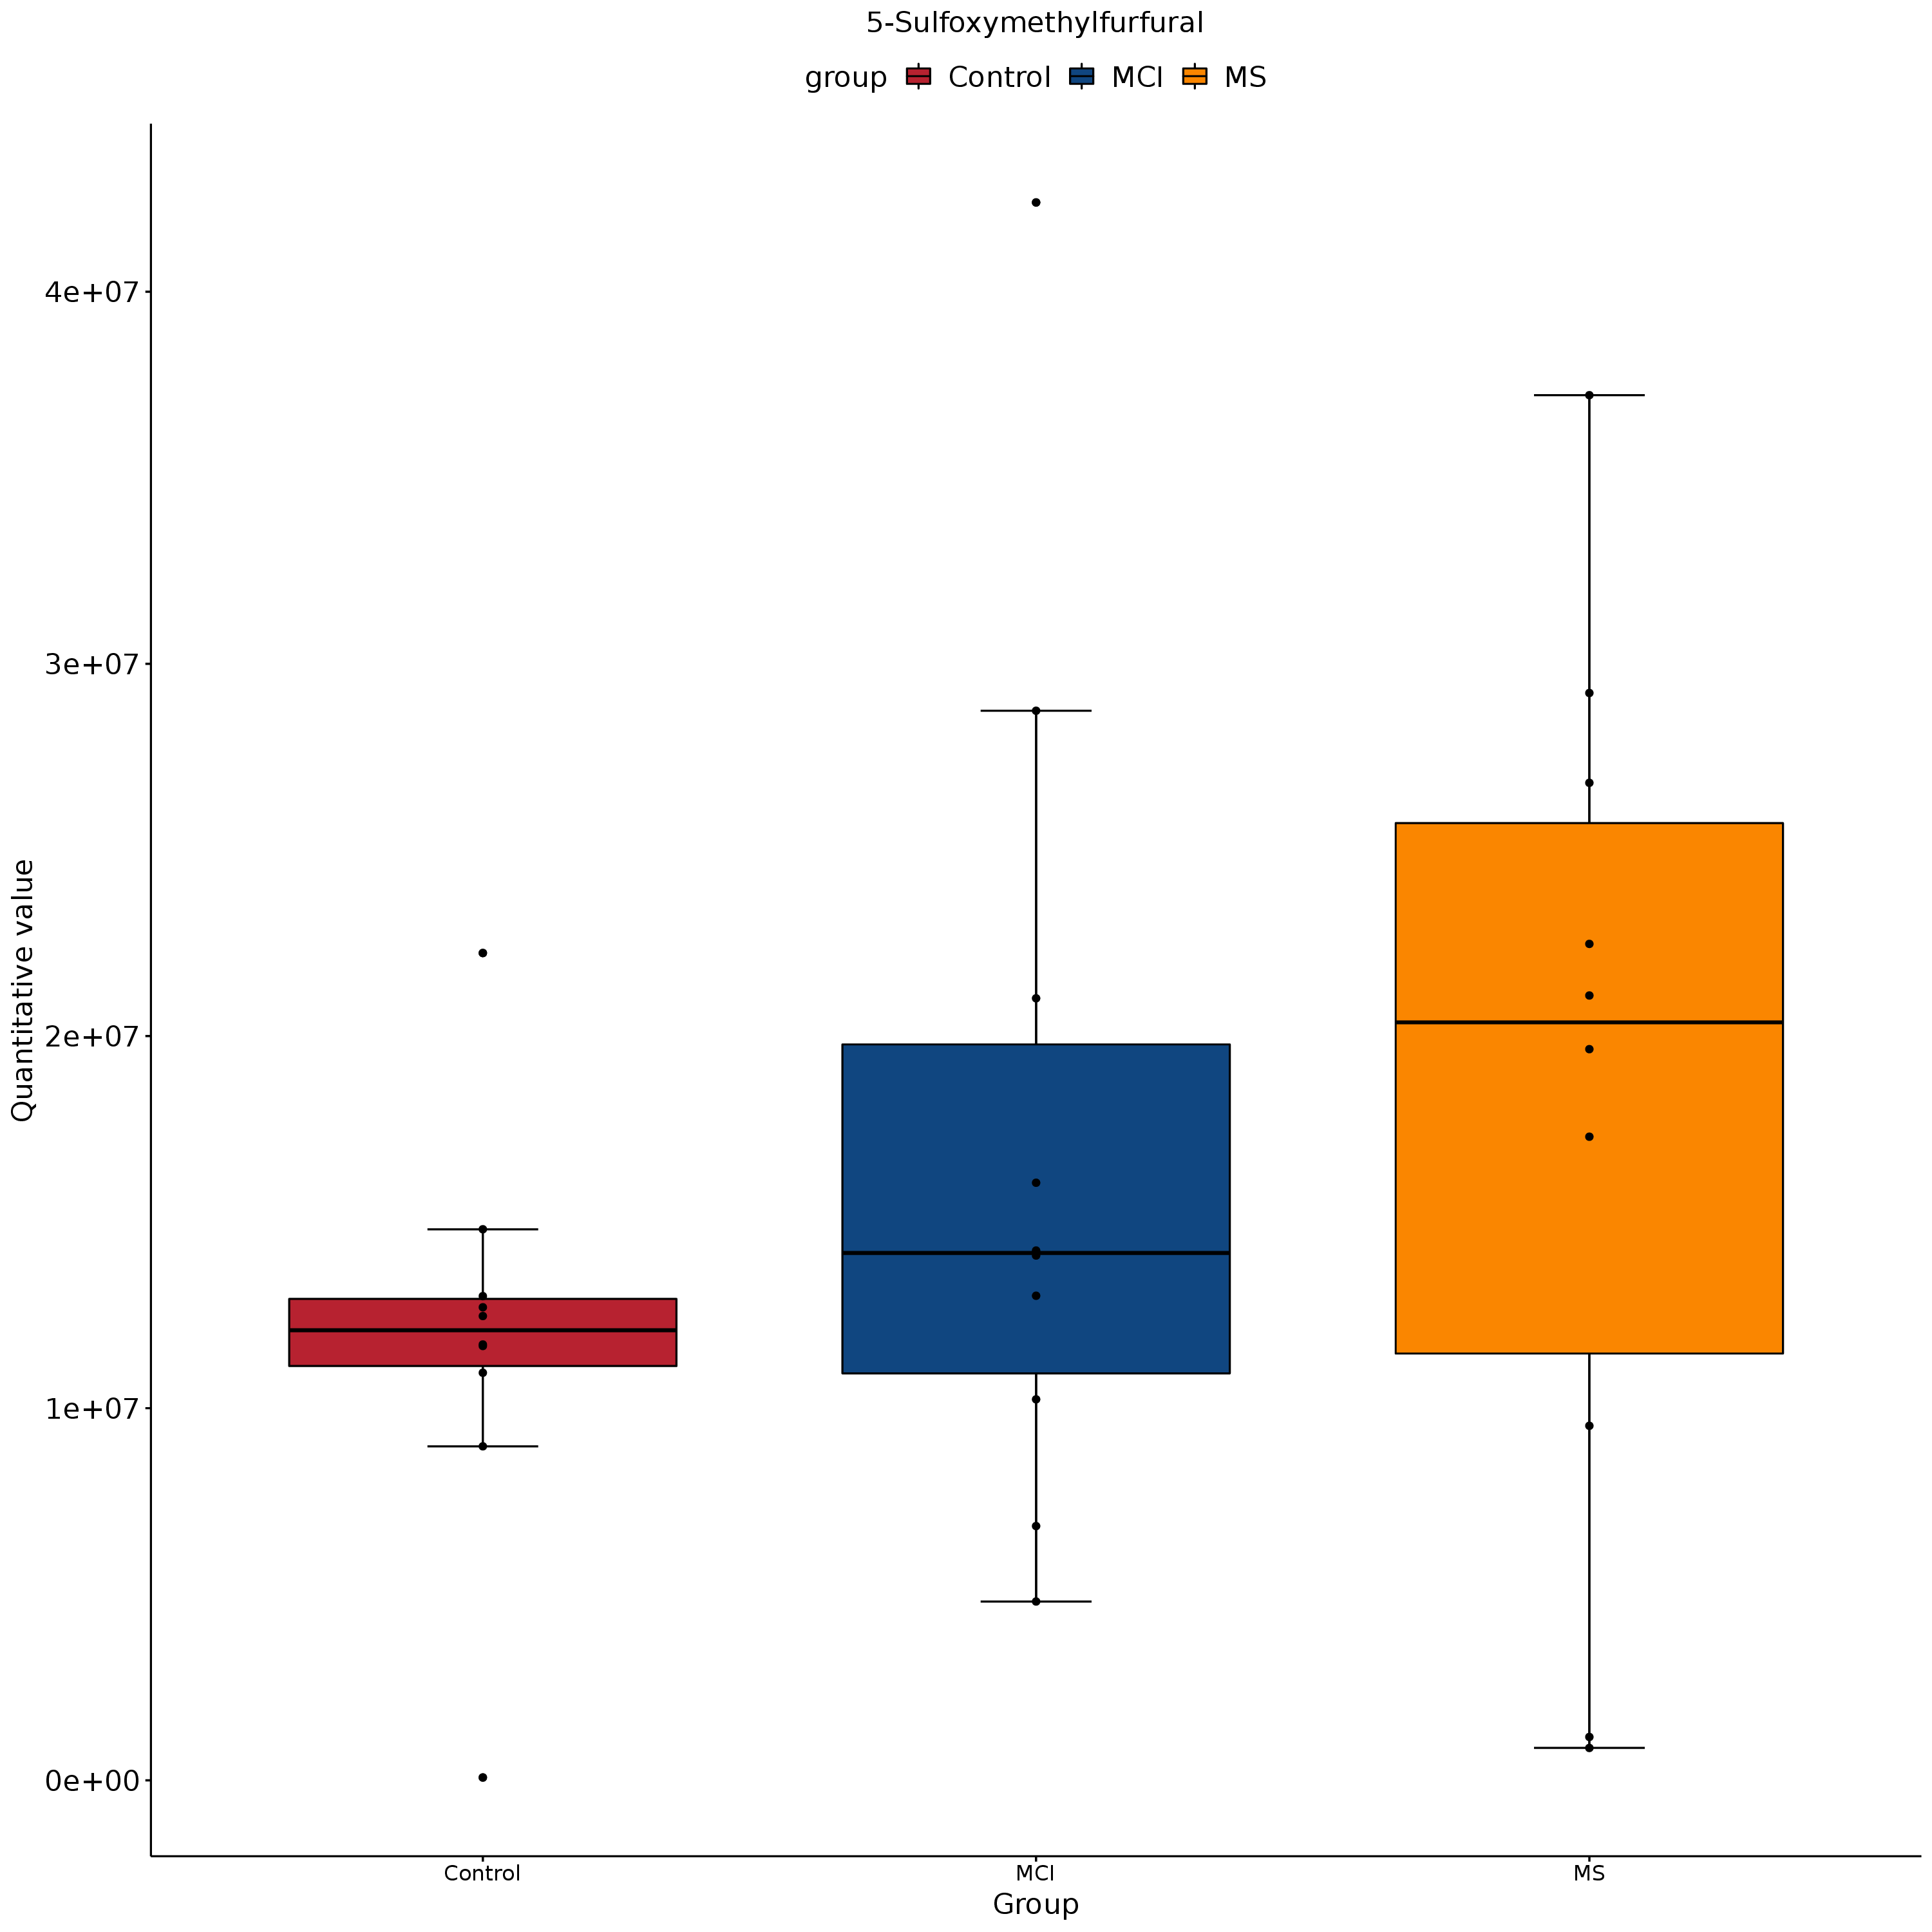 5-Sulfoxymethylfurfural
group Control MCI MS
Quantitative value
4e+07
3e+07
2e+07
1e+07
0e+00
Control MCI MS
Group